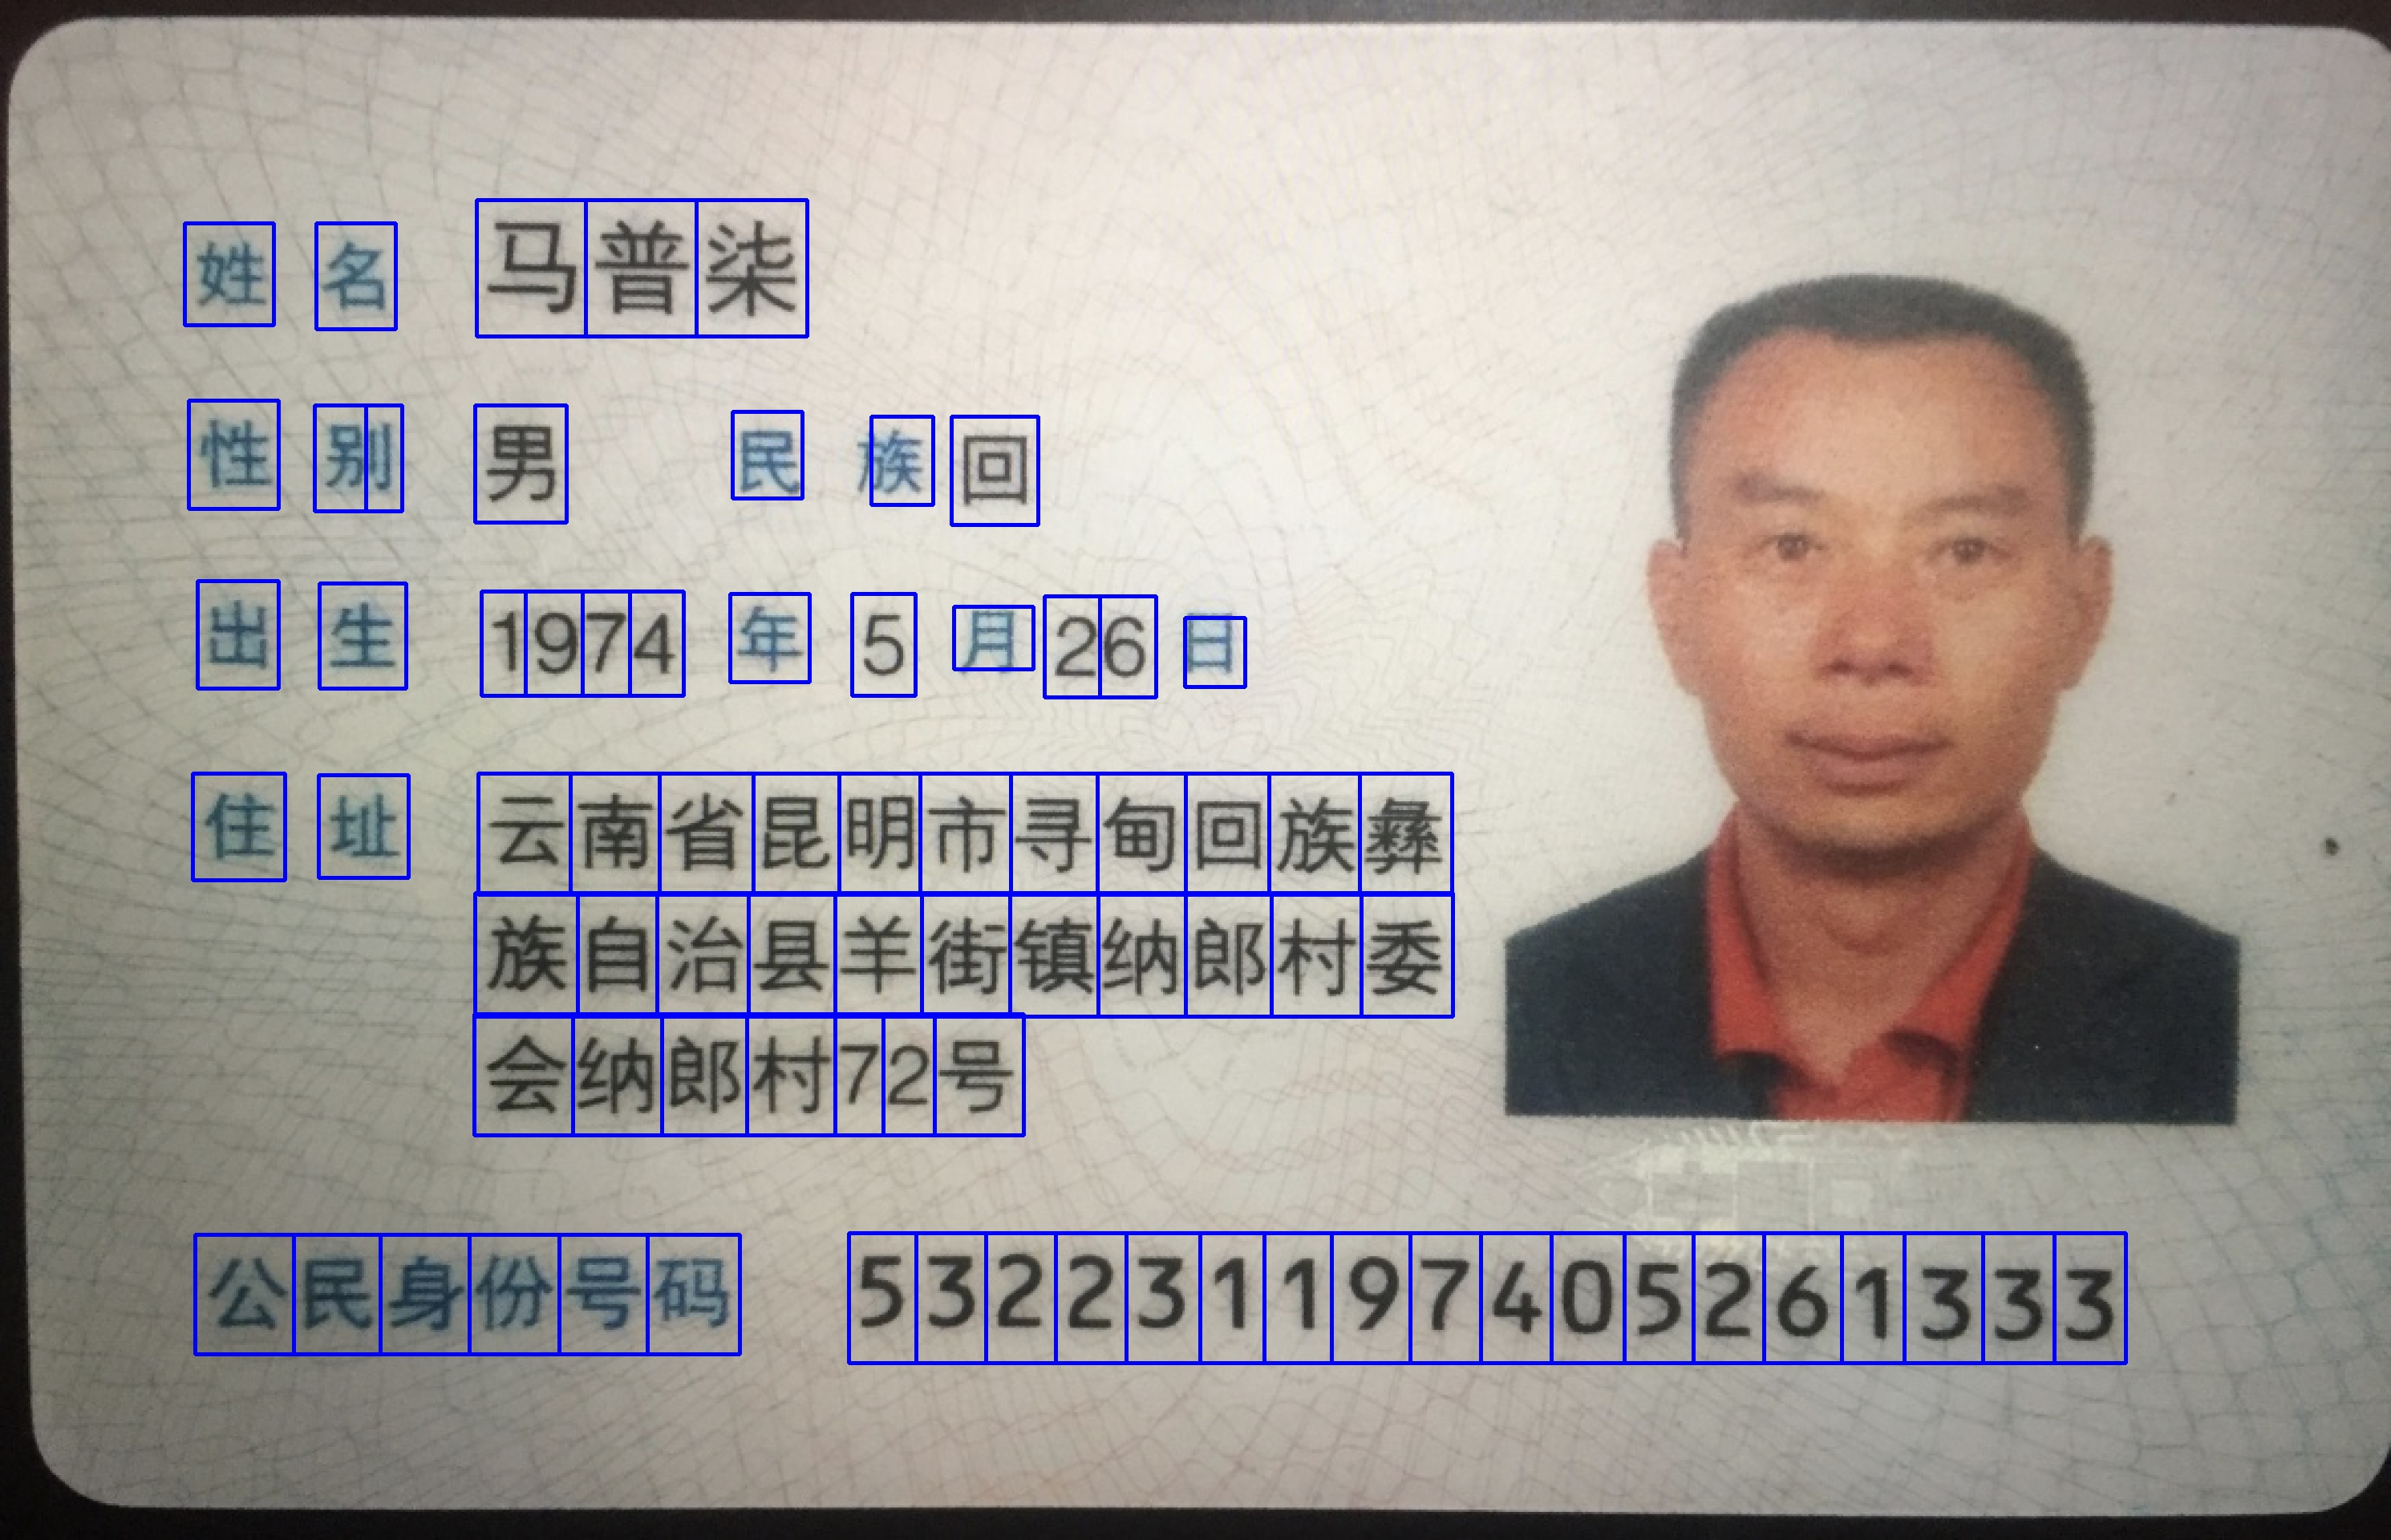 姓名 马普柒
性别 男 民族 回
出生 1974 年 5 月 26 日
住址 云南省昆明市寻甸回族彝
族自治县羊街镇纳郎村委
会纳郎村72号
公民身份号码 532231197405261333